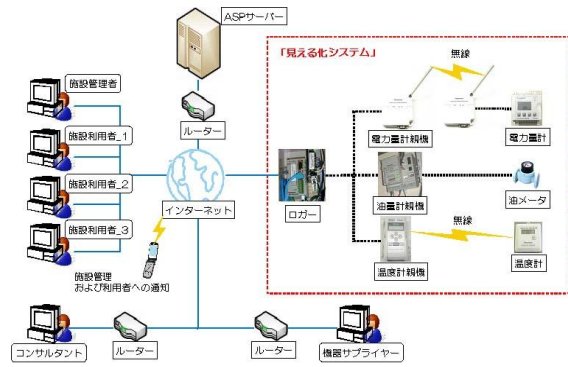 ASPサーバー
「見える化システム」
無線
施設管理者
ルーター
電力量計親機
電力量計
施設利用者_1
施設利用者_2
インターネット
ロガー
油量計親機
油メータ
施設利用者_3
無線
施設管理
および利用者への通知
温度計親機
温度計
コンサルタント
ルーター
ルーター
機器サプライヤー